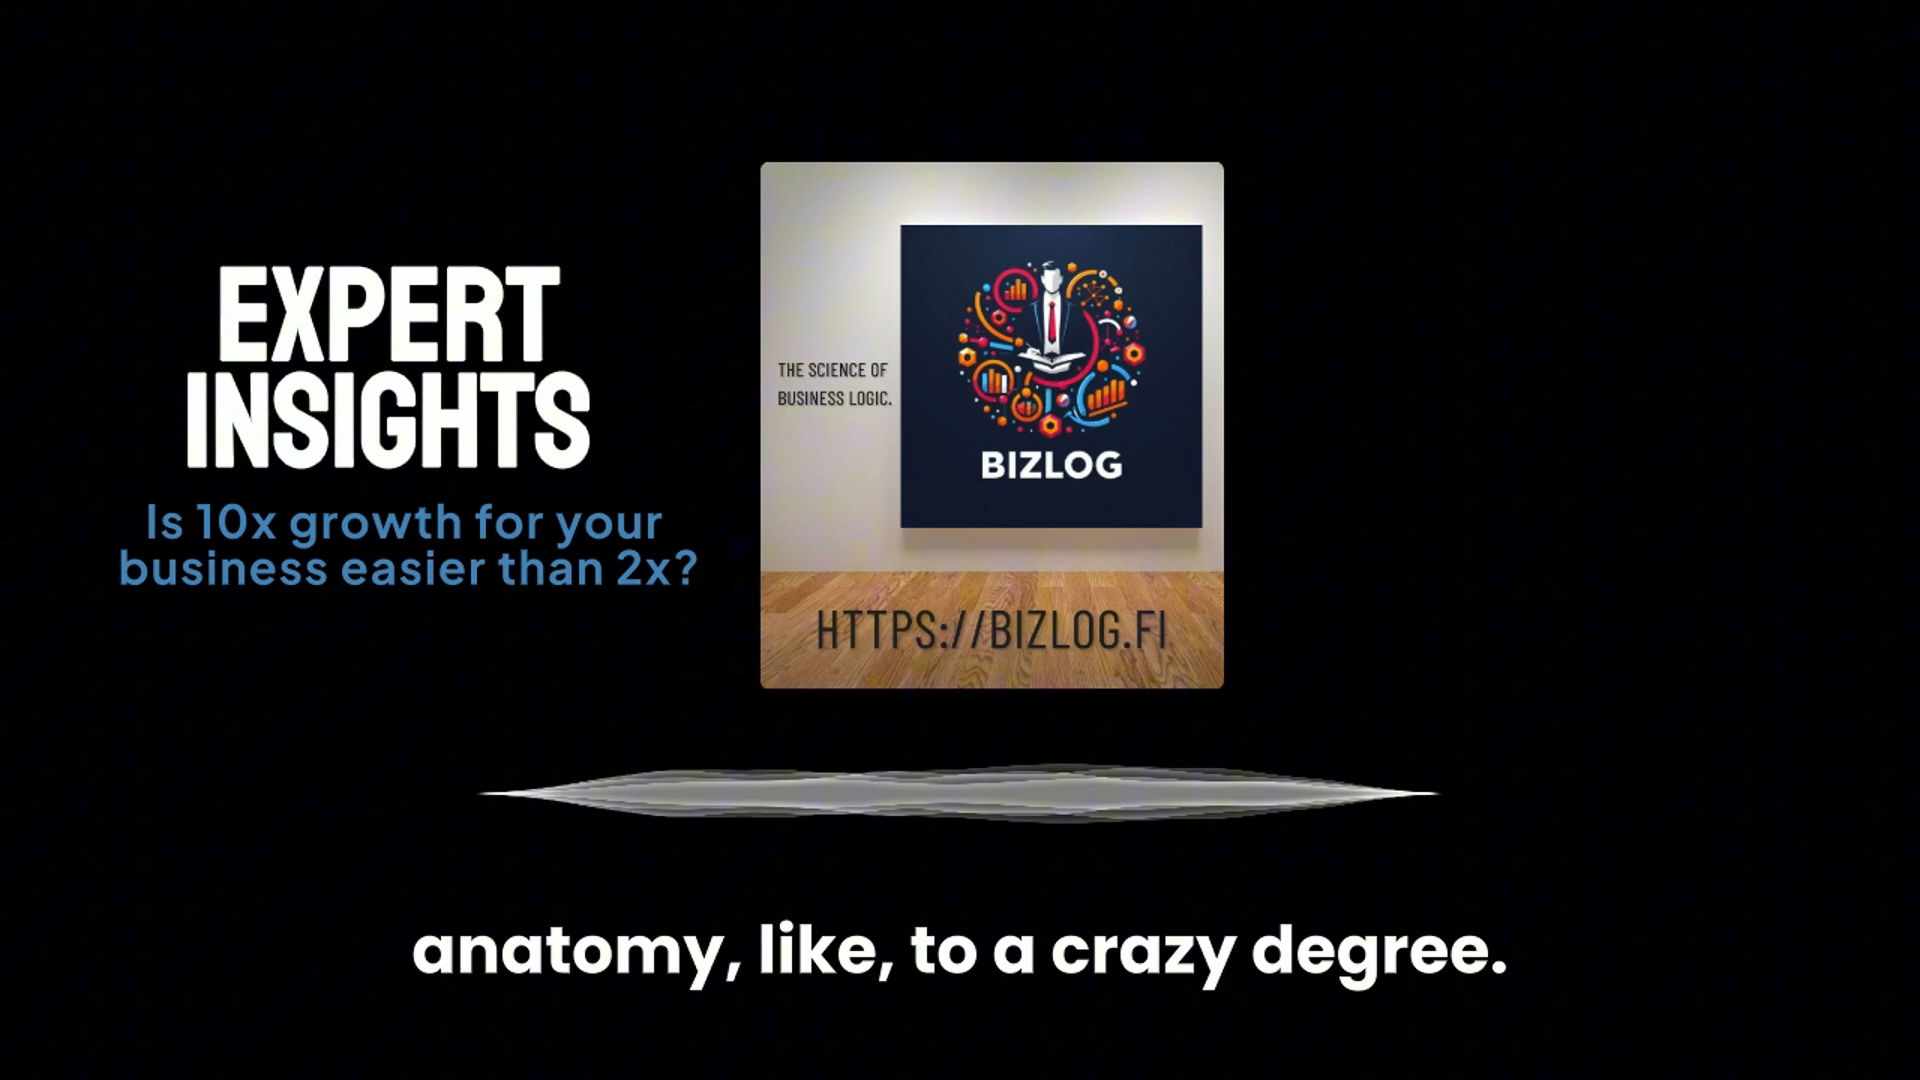 EXPERT
INSIGHTS
Is 10x growth for your
business easier than 2x?
THE SCIENCE OF
BUSINESS LOGIC.
BIZLOG
HTTPS://BIZLOG.FI
anatomy, like, to a crazy degree.